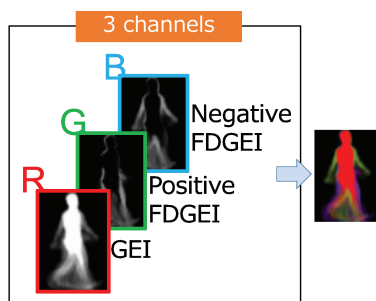 3 channels
B
Negative
FDGEI
G
Positive
FDGEI
R
GEI